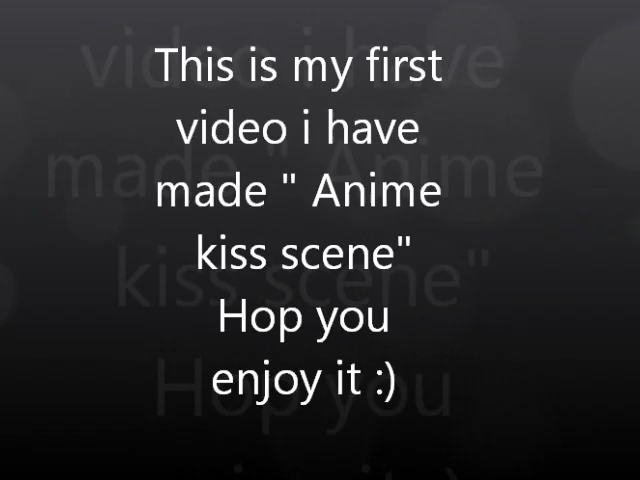 This is my first
video i have
made " Anime
kiss scene"
Hop you
enjoy it :)